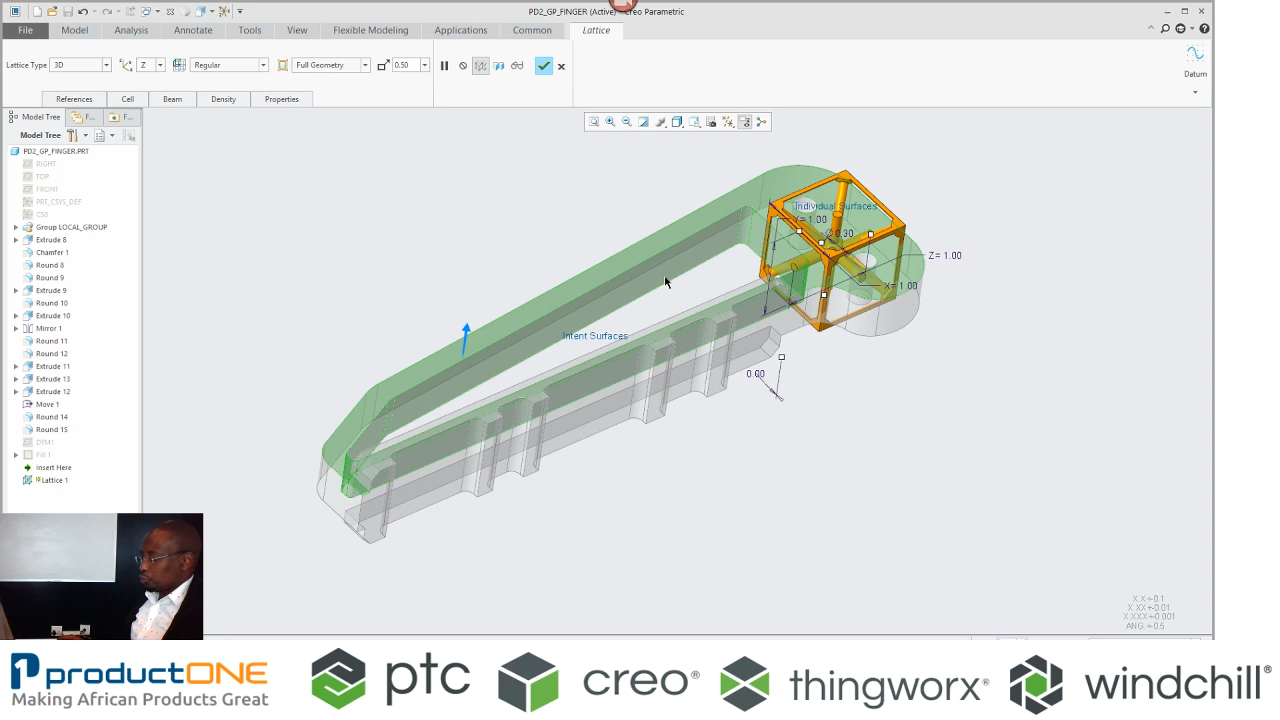 PD2_GP_FINGER (Active) - Creo Parametric
File Model Analysis Annotate Tools View Flexible Modeling Applications Common Lattice
Lattice Type 3D Z Regular Full Geometry 0.50
Datum
References Cell Beam Density Properties
Model Tree F... F...
Model Tree
PD2_GP_FINGER.PRT
RIGHT
TOP
FRONT
PRT_CSYS_DEF
CS0
Group LOCAL_GROUP
Extrude 8
Chamfer 1
Round 8
Round 9
Extrude 9
Round 10
Extrude 10
Mirror 1
Round 11
Round 12
Extrude 11
Extrude 13
Extrude 12
Move 1
Round 14
Round 15
DTM1
Fill 1
Insert Here
Lattice 1
Individual Surfaces
Y= 1.00
Ø 0.30
Z= 1.00
X= 1.00
Intent Surfaces
0.00
X.X+-0.1
X.XX+-0.01
X.XXX+-0.001
ANG.+-0.5
productONE
Making African Products Great
ptc
creo®
thingworx®
windchill®